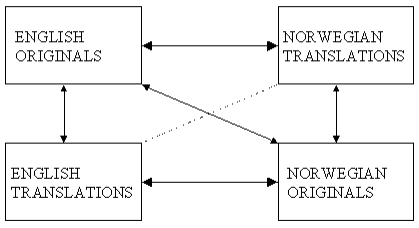 ENGLISH
ORIGINALS
NORWEGIAN
TRANSLATIONS
ENGLISH
TRANSLATIONS
NORWEGIAN
ORIGINALS